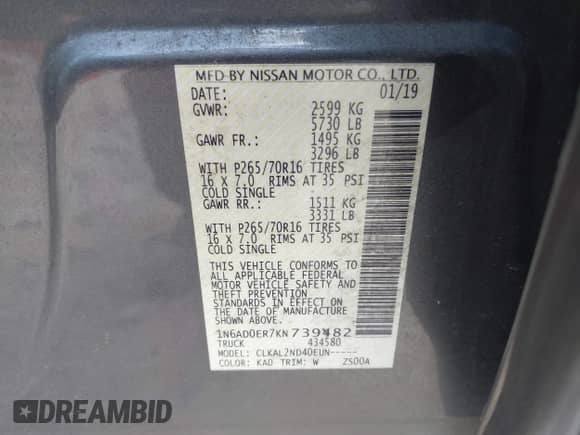 MFD BY NISSAN MOTOR CO., LTD.
DATE: 01/19
GVWR: 2599 KG
5730 LB
GAWR FR.: 1495 KG
3296 LB
WITH P265/70R16 TIRES
16 X 7.0 RIMS AT 35 PSI
COLD SINGLE
GAWR RR.: 1511 KG
3331 LB
WITH P265/70R16 TIRES
16 X 7.0 RIMS AT 35 PSI
COLD SINGLE
THIS VEHICLE CONFORMS TO
ALL APPLICABLE FEDERAL
MOTOR VEHICLE SAFETY AND
THEFT PREVENTION
STANDARDS IN EFFECT ON
THE DATE OF MANUFACTURE
SHOWN ABOVE.
1N6AD0ER7KN739482
TRUCK 434580
MODEL: CLKAL2ND40EUN-----
COLOR: KAD TRIM: W ZS00A
DREAMBID